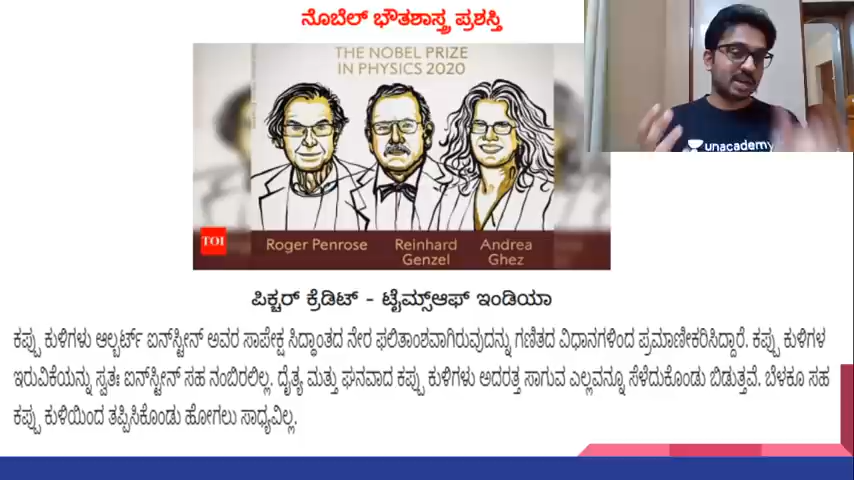 ನೊಬೆಲ್ ಭೌತಶಾಸ್ತ್ರ ಪ್ರಶಸ್ತಿ
THE NOBEL PRIZE
IN PHYSICS 2020
unacademy
TOI
Roger Penrose
Reinhard
Genzel
Andrea
Ghez
ಪಿಕ್ಚರ್ ಕ್ರೆಡಿಟ್ - ಟೈಮ್ಸ್‌ಆಫ್ ಇಂಡಿಯಾ
ಕಪ್ಪು ಕುಳಿಗಳು ಆಲ್ಬರ್ಟ್ ಐನ್‌ಸ್ಟೀನ್ ಅವರ ಸಾಪೇಕ್ಷ ಸಿದ್ಧಾಂತದ ನೇರ ಫಲಿತಾಂಶವಾಗಿರುವುದನ್ನು ಗಣಿತದ ವಿಧಾನಗಳಿಂದ ಪ್ರಮಾಣೀಕರಿಸಿದ್ದಾರೆ. ಕಪ್ಪು ಕುಳಿಗಳ
ಇರುವಿಕೆಯನ್ನು ಸ್ವತಃ ಐನ್‌ಸ್ಟೀನ್ ಸಹ ನಂಬಿರಲಿಲ್ಲ. ದೈತ್ಯ ಮತ್ತು ಘನವಾದ ಕಪ್ಪು ಕುಳಿಗಳು ಅದರತ್ತ ಸಾಗುವ ಎಲ್ಲವನ್ನೂ ಸೆಳೆದುಕೊಂಡು ಬಿಡುತ್ತವೆ. ಬೆಳಕೂ ಸಹ
ಕಪ್ಪು ಕುಳಿಯಿಂದ ತಪ್ಪಿಸಿಕೊಂಡು ಹೋಗಲು ಸಾಧ್ಯವಿಲ್ಲ.